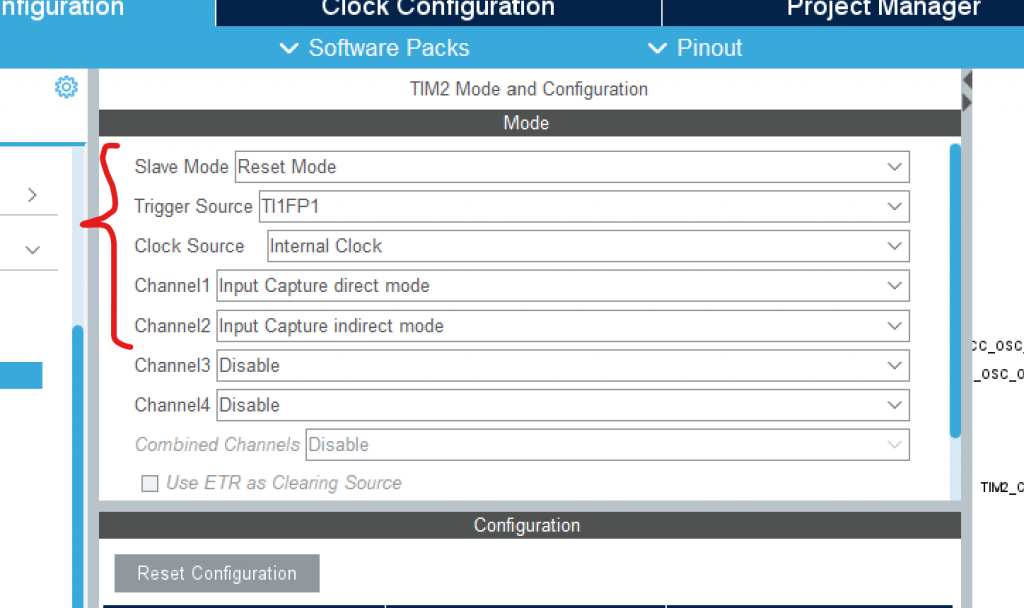 nfiguration
Clock Configuration
Project Manager
Software Packs
Pinout
TIM2 Mode and Configuration
Mode
Slave Mode Reset Mode
Trigger Source TI1FP1
Clock Source Internal Clock
Channel1 Input Capture direct mode
Channel2 Input Capture indirect mode
Channel3 Disable
Channel4 Disable
Combined Channels Disable
Use ETR as Clearing Source
Configuration
Reset Configuration
CC_OSC_
_OSC_O
TIM2_C